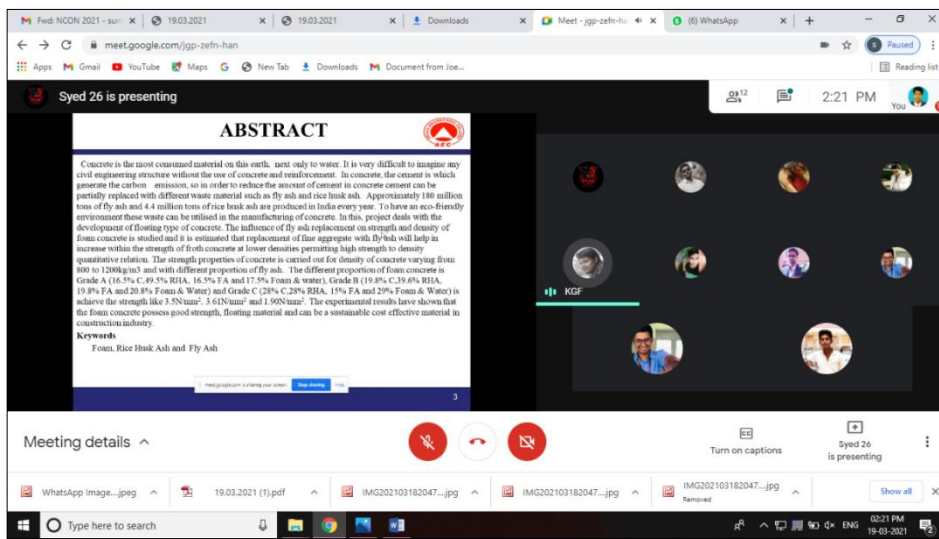 Fwd: NCON 2021 - sun
19.03.2021
19.03.2021
Downloads
Meet - jgp-zefn-ha
(6) WhatsApp
meet.google.com/jgp-zefn-han
Paused
Apps Gmail YouTube Maps New Tab Downloads Document from Joe...
Reading list
Syed 26 is presenting
12
2:21 PM
You
ABSTRACT
AEC
Concrete is the most consumed material on this earth, next only to water. It is very difficult to imagine any
civil engineering structure without the use of concrete and reinforcement. In concrete, the cement is which
generate the carbon emission, so in order to reduce the amount of cement in concrete cement can be
partially replaced with different waste material such as fly ash and rice husk ash. Approximately 180 million
tons of fly ash and 4.4 million tons of rice husk ash are produced in India every year. To have an eco-friendly
environment these waste can be utilised in the manufacturing of concrete. In this, project deals with the
development of floating type of concrete. The influence of fly ash replacement on strength and density of
foam concrete is studied and it is estimated that replacement of fine aggregate with fly ash will help in
increase within the strength of froth concrete at lower densities permitting high strength to density
quantitative relation. The strength properties of concrete is carried out for density of concrete varying from
800 to 1200kg/m3 and with different proportion of fly ash. The different proportion of foam concrete is
Grade A (16.5% C,49.5% RHA, 16.5% FA and 17.5% Foam & water), Grade B (19.8% C,39.6% RHA,
19.8% FA and 20.8% Foam & Water) and Grade C (28% C,28% RHA, 15% FA and 29% Foam & Water) is
achieve the strength like 3.5N/mm², 3.61N/mm² and 1.90N/mm². The experimental results have shown that
the foam concrete possess good strength, floating material and can be a sustainable cost effective material in
construction industry.
Keywords
Foam, Rice Husk Ash and Fly Ash
meet.google.com is sharing your screen. Stop sharing Hide
3
KGF
Meeting details
Turn on captions
Syed 26
is presenting
WhatsApp Image....jpeg
19.03.2021 (1).pdf
IMG202103182047....jpg
IMG202103182047....jpg
IMG202103182047....jpg
Removed
Show all
Type here to search
ENG
02:21 PM
19-03-2021
2